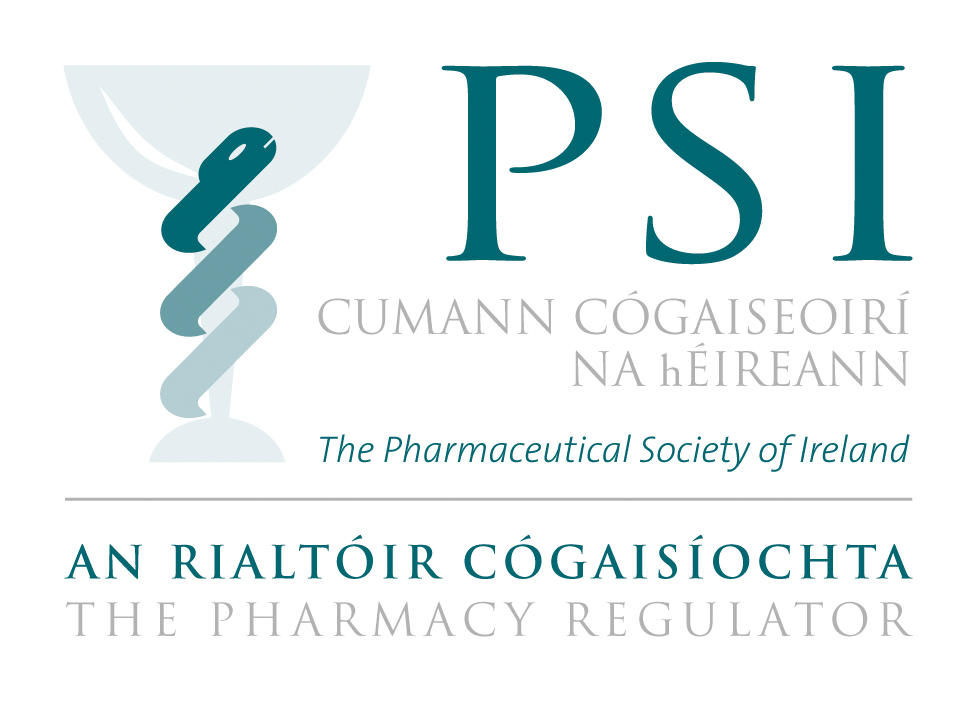 PSI
CUMANN CÓGAISEOIRÍ
NA hÉIREANN
The Pharmaceutical Society of Ireland
AN RIALTÓIR CÓGAISÍOCHTA
THE PHARMACY REGULATOR